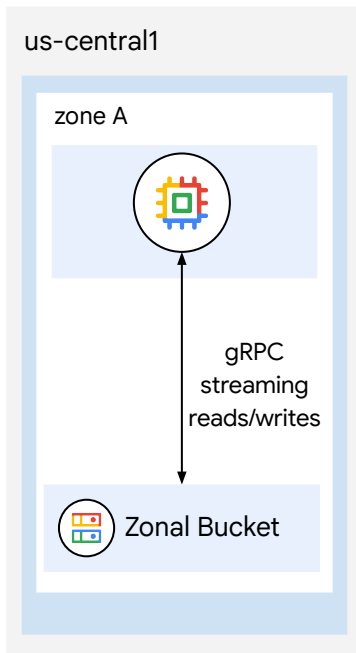 us-central1
zone A
gRPC
streaming
reads/writes
Zonal Bucket